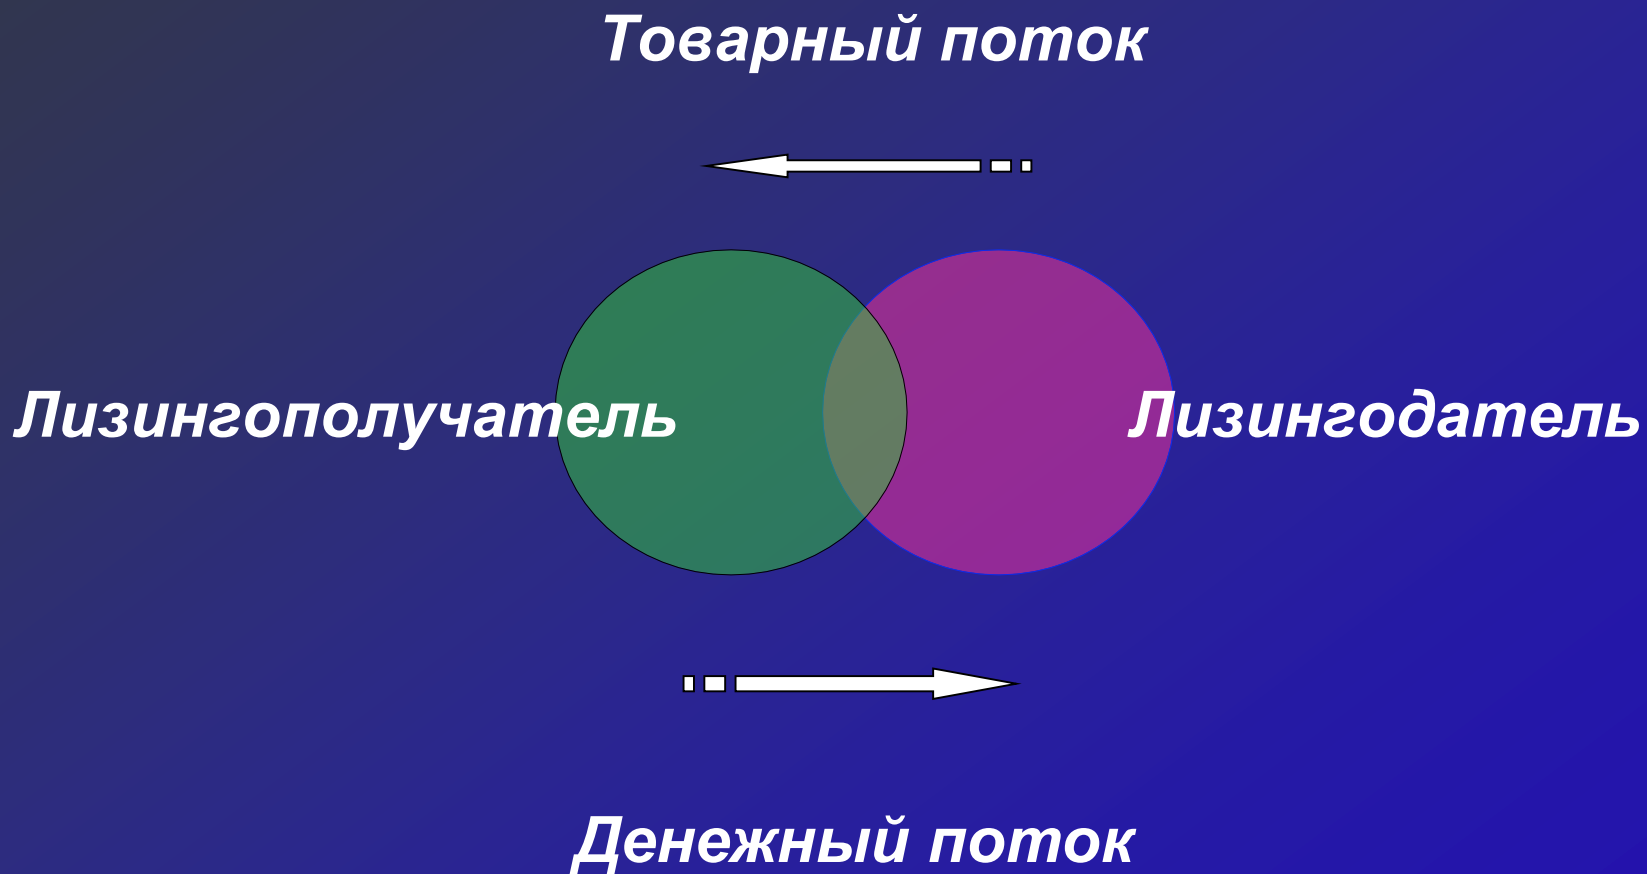 Товарный поток
Лизингополучатель
Лизингодатель
Денежный поток